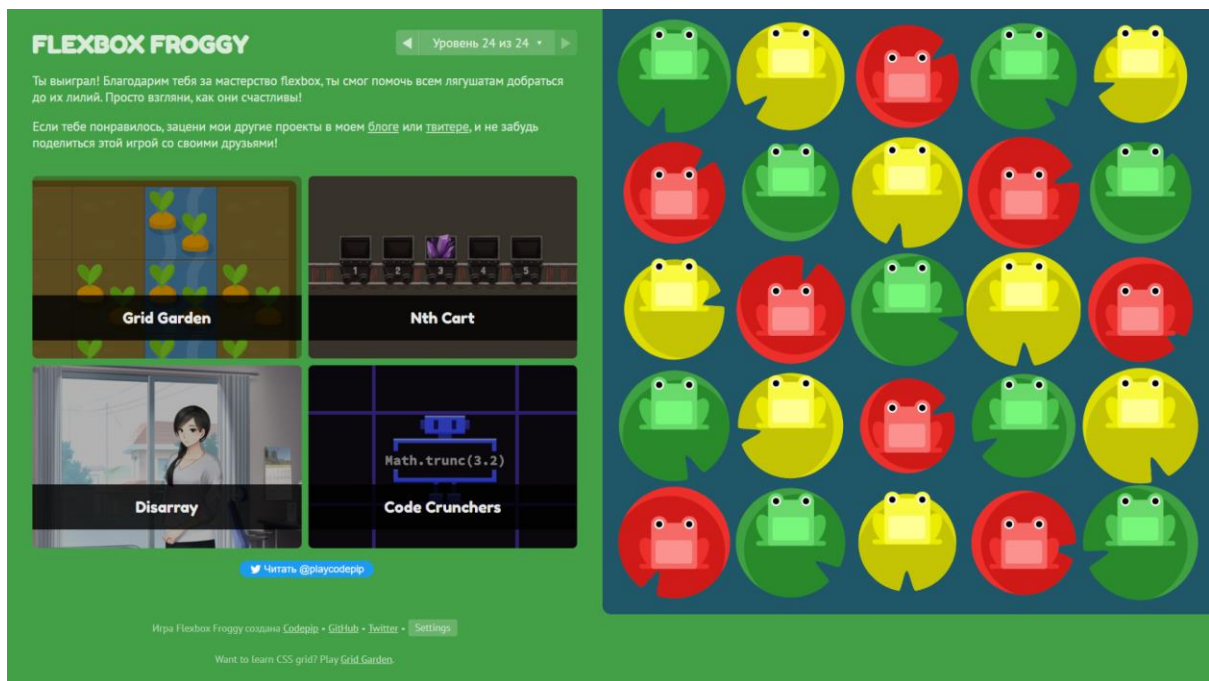 FLEXBOX FROGGY
Уровень 24 из 24
Ты выиграл! Благодарим тебя за мастерство flexbox, ты смог помочь всем лягушатам добраться
до их лилий. Просто взгляни, как они счастливы!
Если тебе понравилось, зацени мои другие проекты в моем блоге или твитере, и не забудь
поделиться этой игрой со своими друзьями!
Grid Garden
1 2 3 4 5
Nth Cart
Disarray
Math.trunc(3.2)
Code Crunchers
Читать @playcodepip
Игра Flexbox Froggy создана Codepip • GitHub • Twitter • Settings
Want to learn CSS grid? Play Grid Garden.